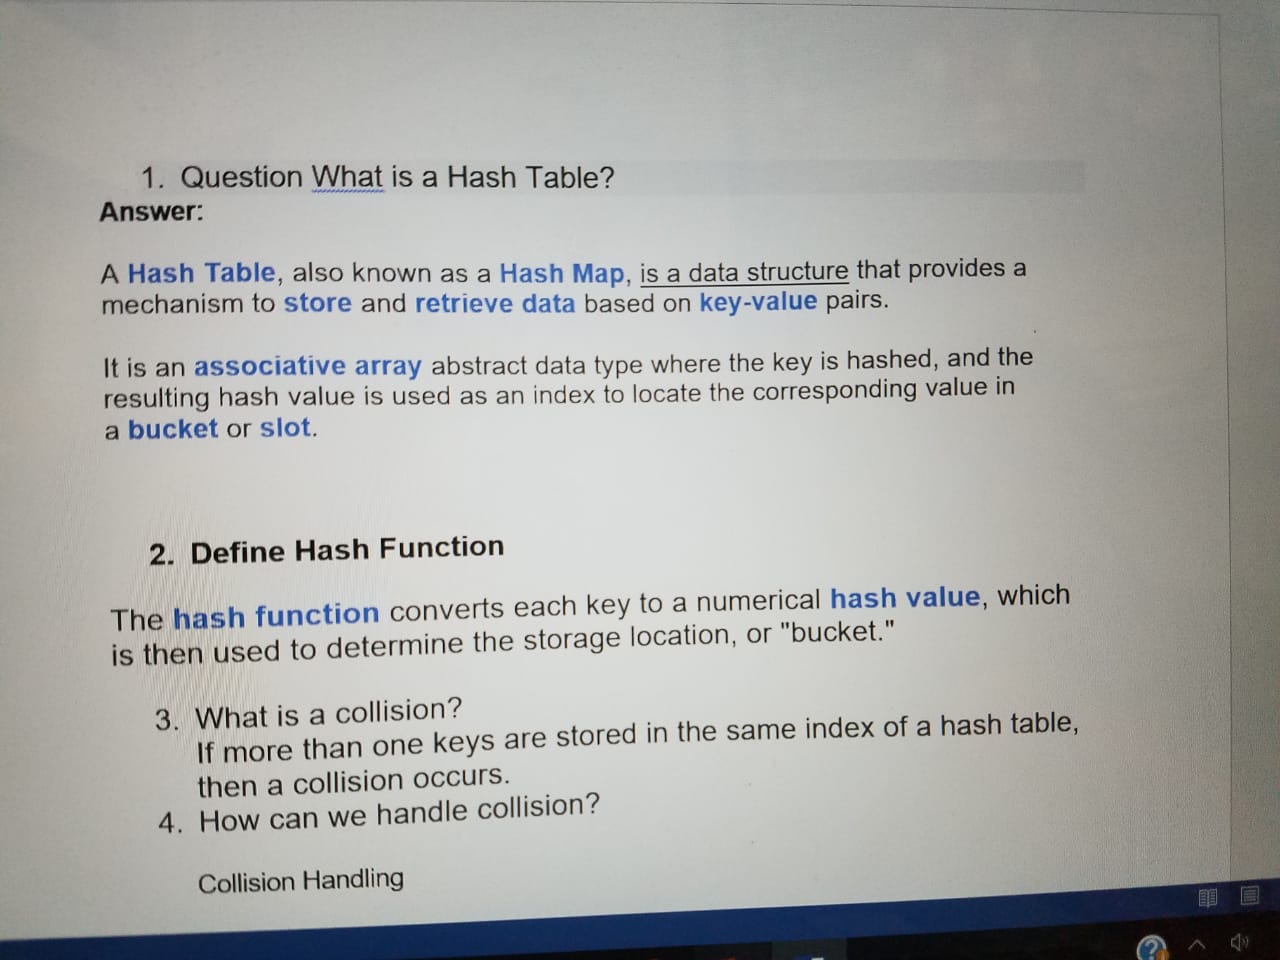 1. Question What is a Hash Table?
Answer:
A Hash Table, also known as a Hash Map, is a data structure that provides a
mechanism to store and retrieve data based on key-value pairs.
It is an associative array abstract data type where the key is hashed, and the
resulting hash value is used as an index to locate the corresponding value in
a bucket or slot.
2. Define Hash Function
The hash function converts each key to a numerical hash value, which
is then used to determine the storage location, or "bucket."
3. What is a collision?
If more than one keys are stored in the same index of a hash table,
then a collision occurs.
4. How can we handle collision?
Collision Handling